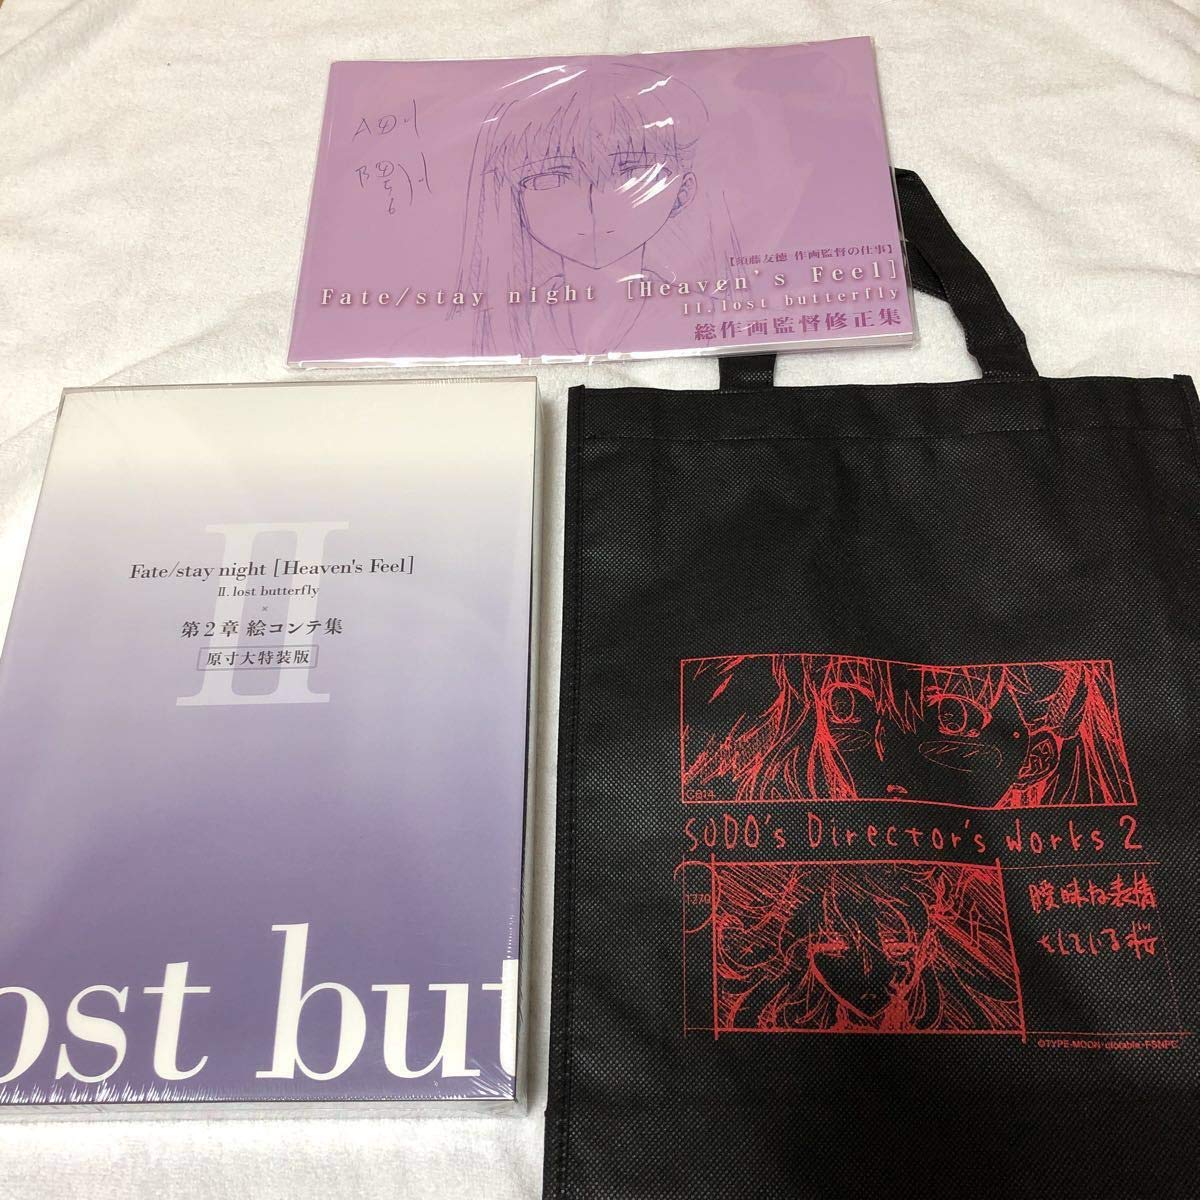 A
B
【須藤友徳 作画監督の仕事】
Fate/stay night [Heaven's Feel]
II.lost butterfly
総作画監督修正集
II
Fate/stay night [Heaven's Feel]
II.lost butterfly
×
第2章 絵コンテ集
原寸大特装版
ost but
C814
SUDO's Director's Works 2
T270
曖昧な表情
をしている桜
©TYPE-MOON・ufotable・FSNPC